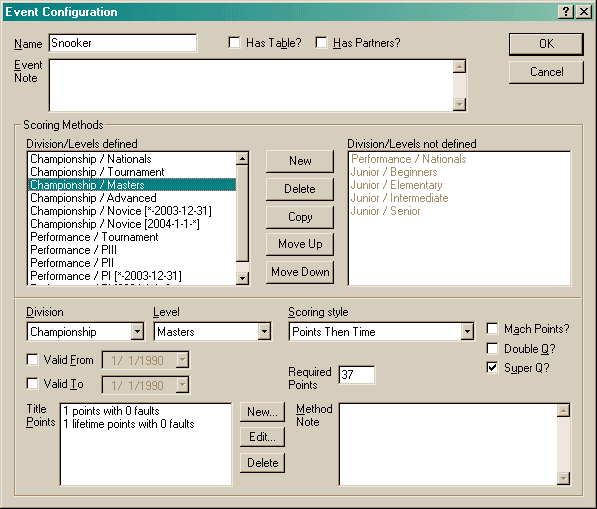 Event Configuration
Name Snooker Has Table? Has Partners? OK
Event Note Cancel
Scoring Methods
Division/Levels defined Division/Levels not defined
Championship / Nationals
Championship / Tournament
Championship / Masters
Championship / Advanced
Championship / Novice [*-2003-12-31]
Championship / Novice [2004-1-1-*]
Performance / Tournament
Performance / PIII
Performance / PII
Performance / PI [*-2003-12-31]
New
Delete
Copy
Move Up
Move Down
Performance / Nationals
Junior / Beginners
Junior / Elementary
Junior / Intermediate
Junior / Senior
Division Level Scoring style
Championship Masters Points Then Time
Mach Points?
Double Q?
Super Q?
Valid From 1/ 1/1990
Valid To 1/ 1/1990
Required Points 37
Title Points
1 points with 0 faults
1 lifetime points with 0 faults
New...
Edit...
Delete
Method Note